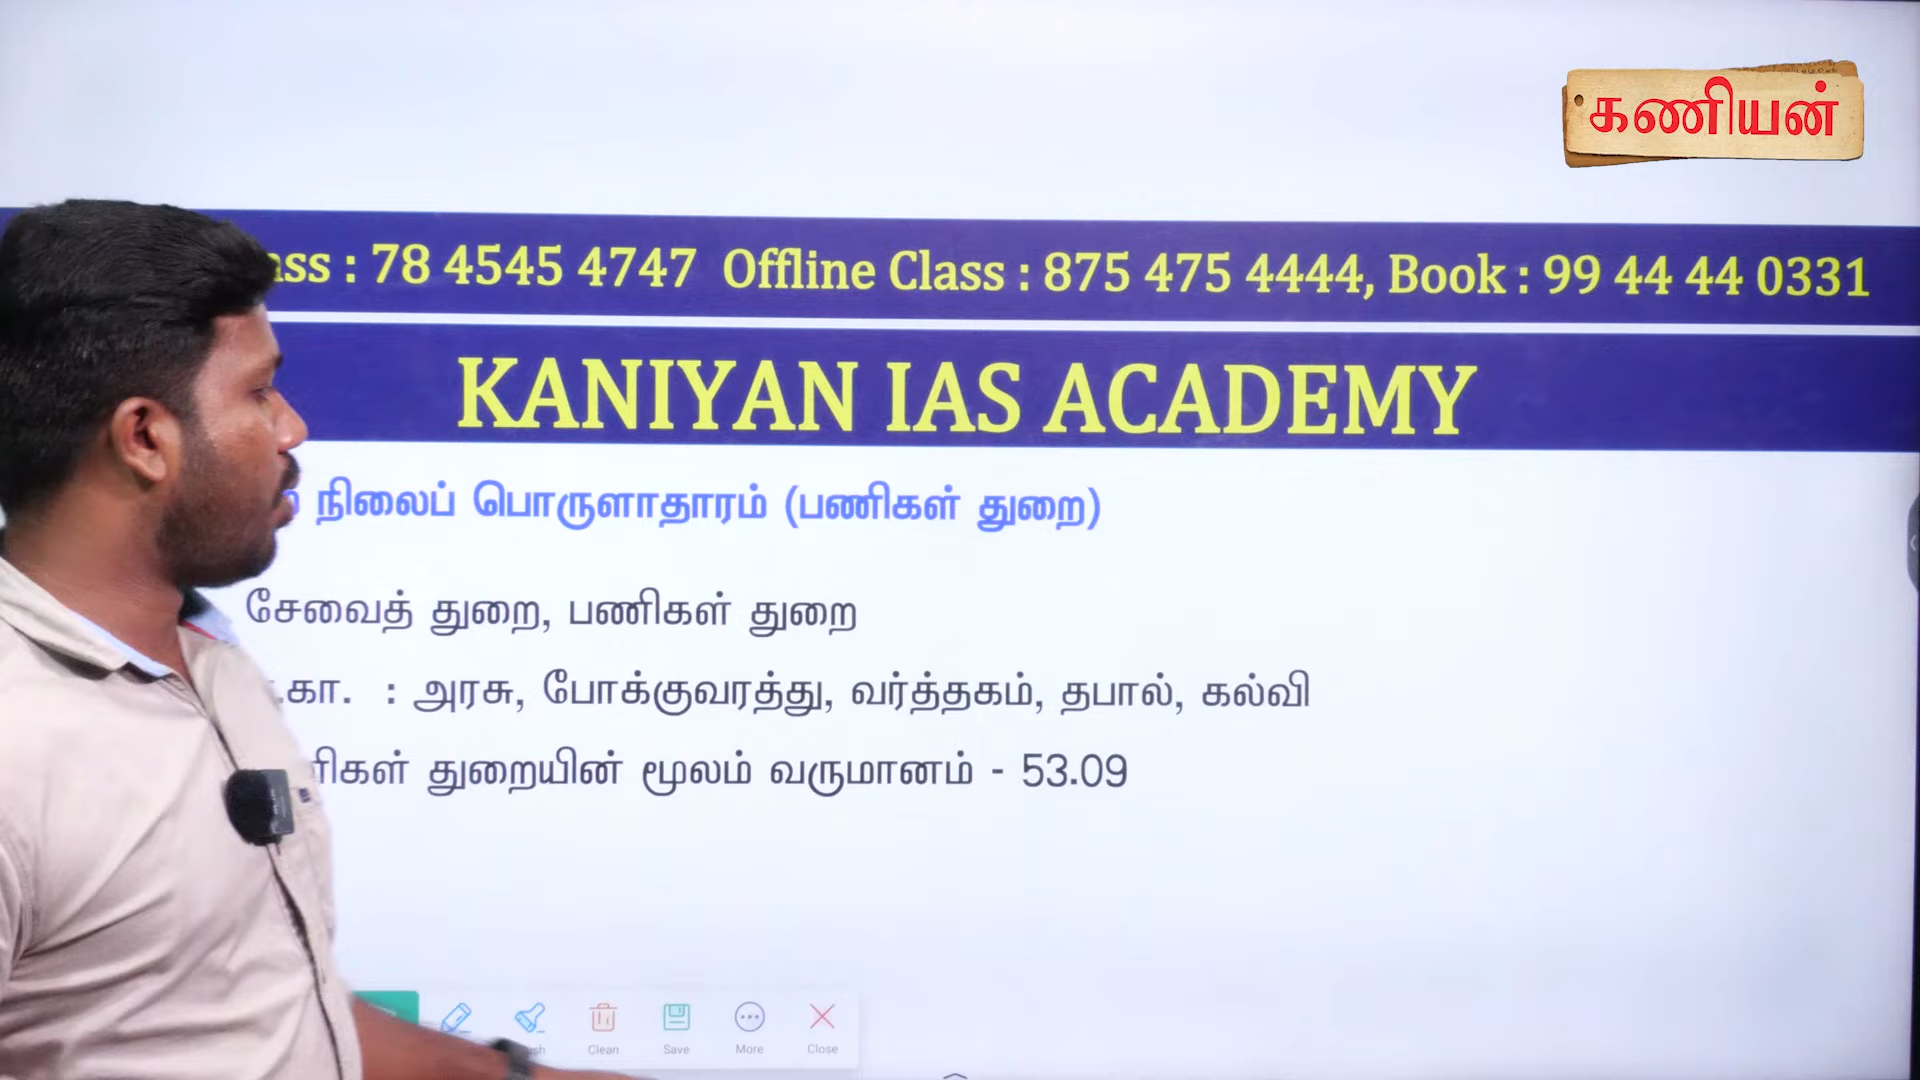 கணியன்
: 78 4545 4747 Offline Class : 875 475 4444, Book : 99 44 44 0331
KANIYAN IAS ACADEMY
நிலைப் பொருளாதாரம் (பணிகள் துறை)
சேவைத் துறை, பணிகள் துறை
.கா. : அரசு, போக்குவரத்து, வர்த்தகம், தபால், கல்வி
துறையின் மூலம் வருமானம் - 53.09
Clean Save More Close